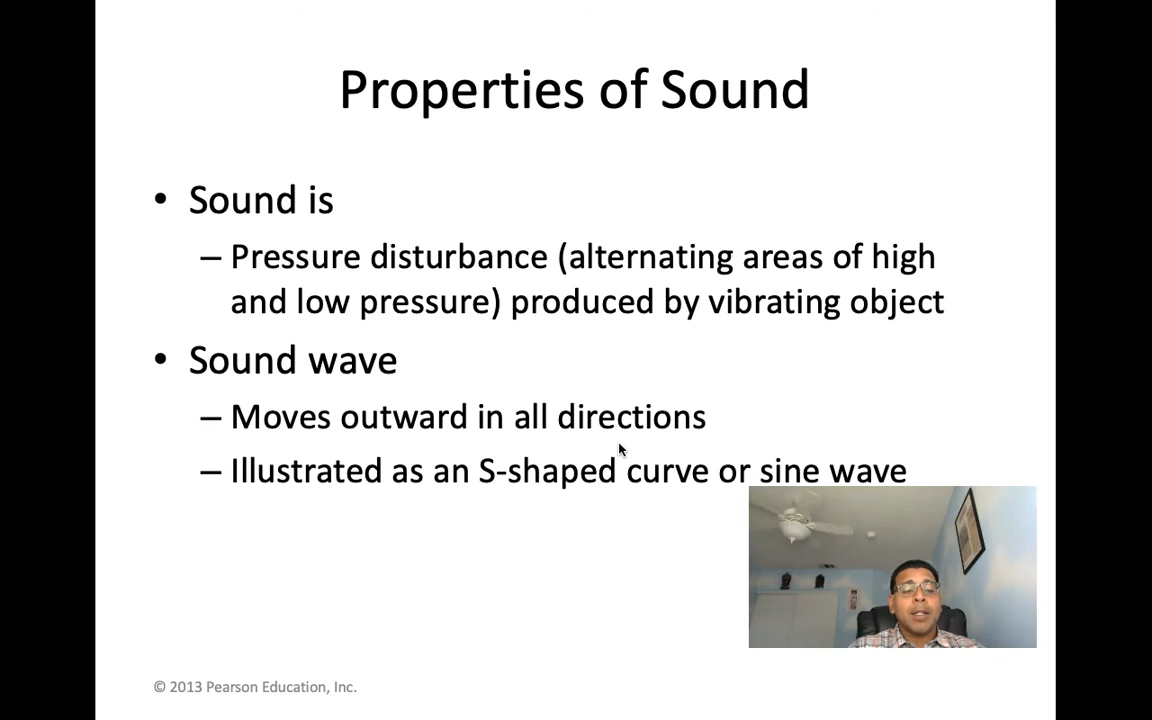 Properties of Sound
• Sound is
– Pressure disturbance (alternating areas of high
and low pressure) produced by vibrating object
• Sound wave
– Moves outward in all directions
– Illustrated as an S-shaped curve or sine wave
© 2013 Pearson Education, Inc.